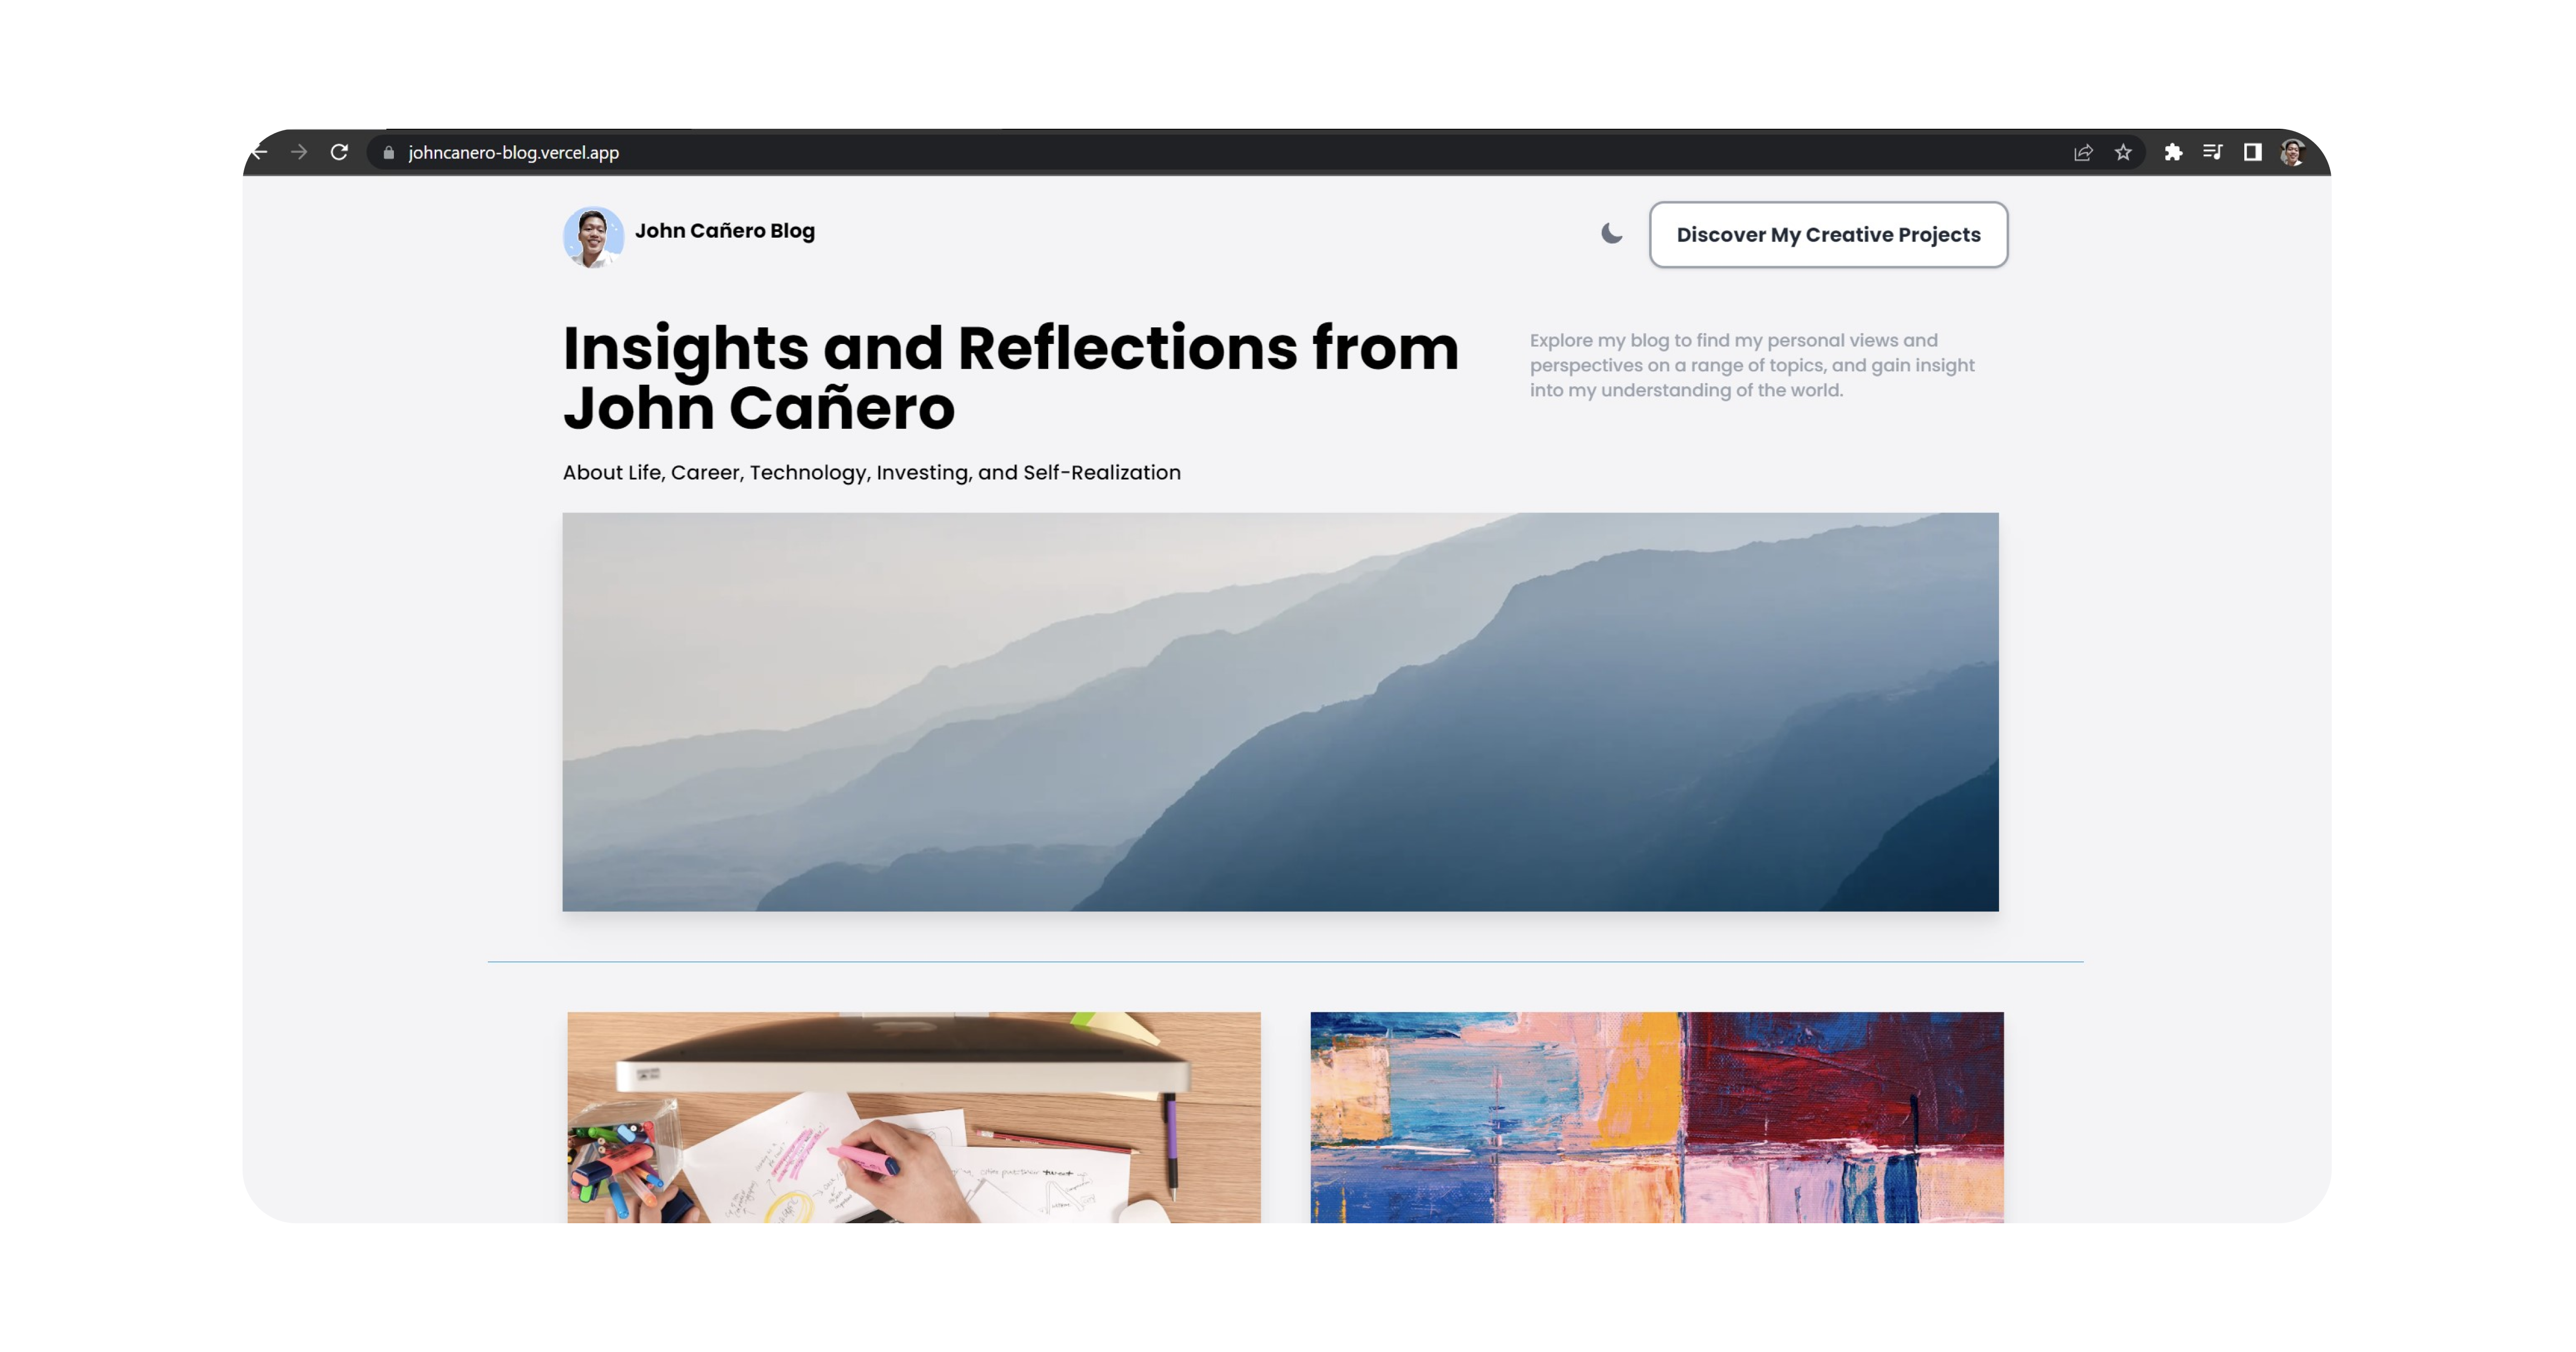 johncanero-blog.vercel.app
John Cañero Blog
Discover My Creative Projects
Insights and Reflections from
John Cañero
Explore my blog to find my personal views and
perspectives on a range of topics, and gain insight
into my understanding of the world.
About Life, Career, Technology, Investing, and Self-Realization